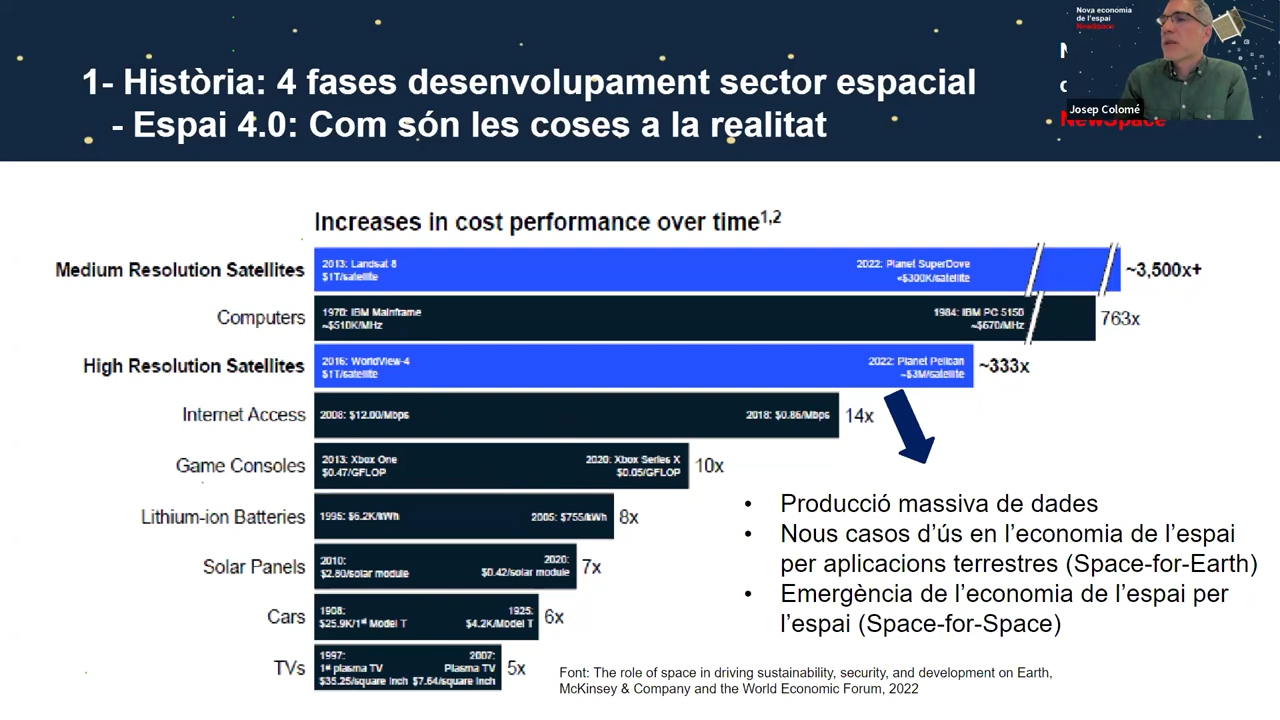 Nova economia
de l'espai
NewSpace
Josep Colomé
NewSpace
1- Història: 4 fases desenvolupament sector espacial
- Espai 4.0: Com són les coses a la realitat
Increases in cost performance over time1,2
Medium Resolution Satellites
2013: Landsat 8
$1T/satellite
2022: Planet SuperDove
~$300K/satellite
~3,500x+
Computers
1970: IBM Mainframe
~$510K/MHz
1984: IBM PC 5150
~$670/MHz
763x
High Resolution Satellites
2016: WorldView-4
$1T/satellite
2022: Planet Pelican
~$3M/satellite
~333x
Internet Access
2008: $12.00/Mbps
2018: $0.86/Mbps
14x
Game Consoles
2013: Xbox One
$0.47/GFLOP
2020: Xbox Series X
$0.05/GFLOP
10x
Lithium-ion Batteries
1995: $6.2K/kWh
2005: $755/kWh
8x
Solar Panels
2010:
$2.80/solar module
2020:
$0.42/solar module
7x
Cars
1908:
$25.9K/1st Model T
1925:
$4.2K/Model T
6x
TVs
1997:
1st plasma TV
$35.25/square inch
2007:
Plasma TV
$7.64/square inch
5x
• Producció massiva de dades
• Nous casos d'ús en l'economia de l'espai
per aplicacions terrestres (Space-for-Earth)
• Emergència de l'economia de l'espai per
l'espai (Space-for-Space)
Font: The role of space in driving sustainability, security, and development on Earth,
McKinsey & Company and the World Economic Forum, 2022